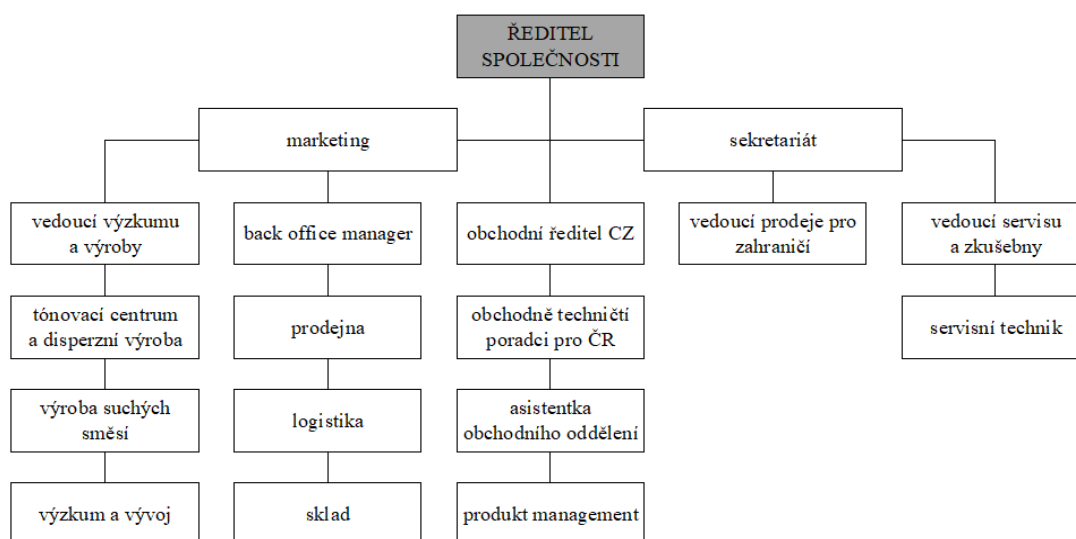 ŘEDITEL
SPOLEČNOSTI
marketing
sekretariát
vedoucí výzkumu
a výroby
back office manager
obchodní ředitel CZ
vedoucí prodeje pro
zahraničí
vedoucí servisu
a zkušebny
tónovací centrum
a disperzní výroba
prodejna
obchodně techničtí
poradci pro ČR
servisní technik
výroba suchých
směsí
logistika
asistentka
obchodního oddělení
výzkum a vývoj
sklad
produkt management